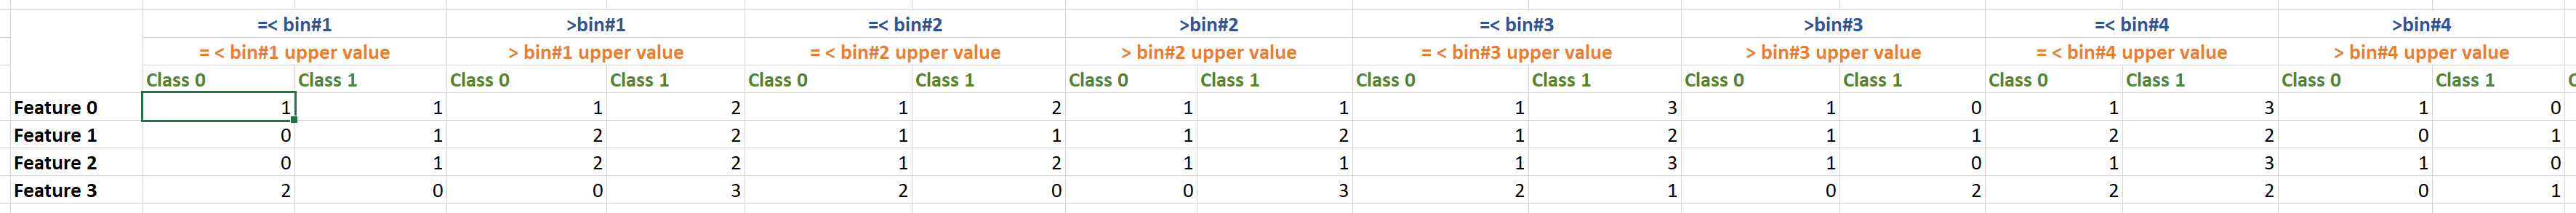 =< bin#1 >bin#1 =< bin#2 >bin#2 =< bin#3 >bin#3 =< bin#4 >bin#4
= < bin#1 upper value > bin#1 upper value = < bin#2 upper value > bin#2 upper value = < bin#3 upper value > bin#3 upper value = < bin#4 upper value > bin#4 upper value
Class 0 Class 1 Class 0 Class 1 Class 0 Class 1 Class 0 Class 1 Class 0 Class 1 Class 0 Class 1 Class 0 Class 1 Class 0 Class 1
Feature 0 1 1 1 2 1 2 1 1 1 3 1 0 1 3 1 0
Feature 1 0 1 2 2 1 1 1 2 1 2 1 1 2 2 0 1
Feature 2 0 1 2 2 1 2 1 1 1 3 1 0 1 3 1 0
Feature 3 2 0 0 3 2 0 0 3 2 1 0 2 2 2 0 1